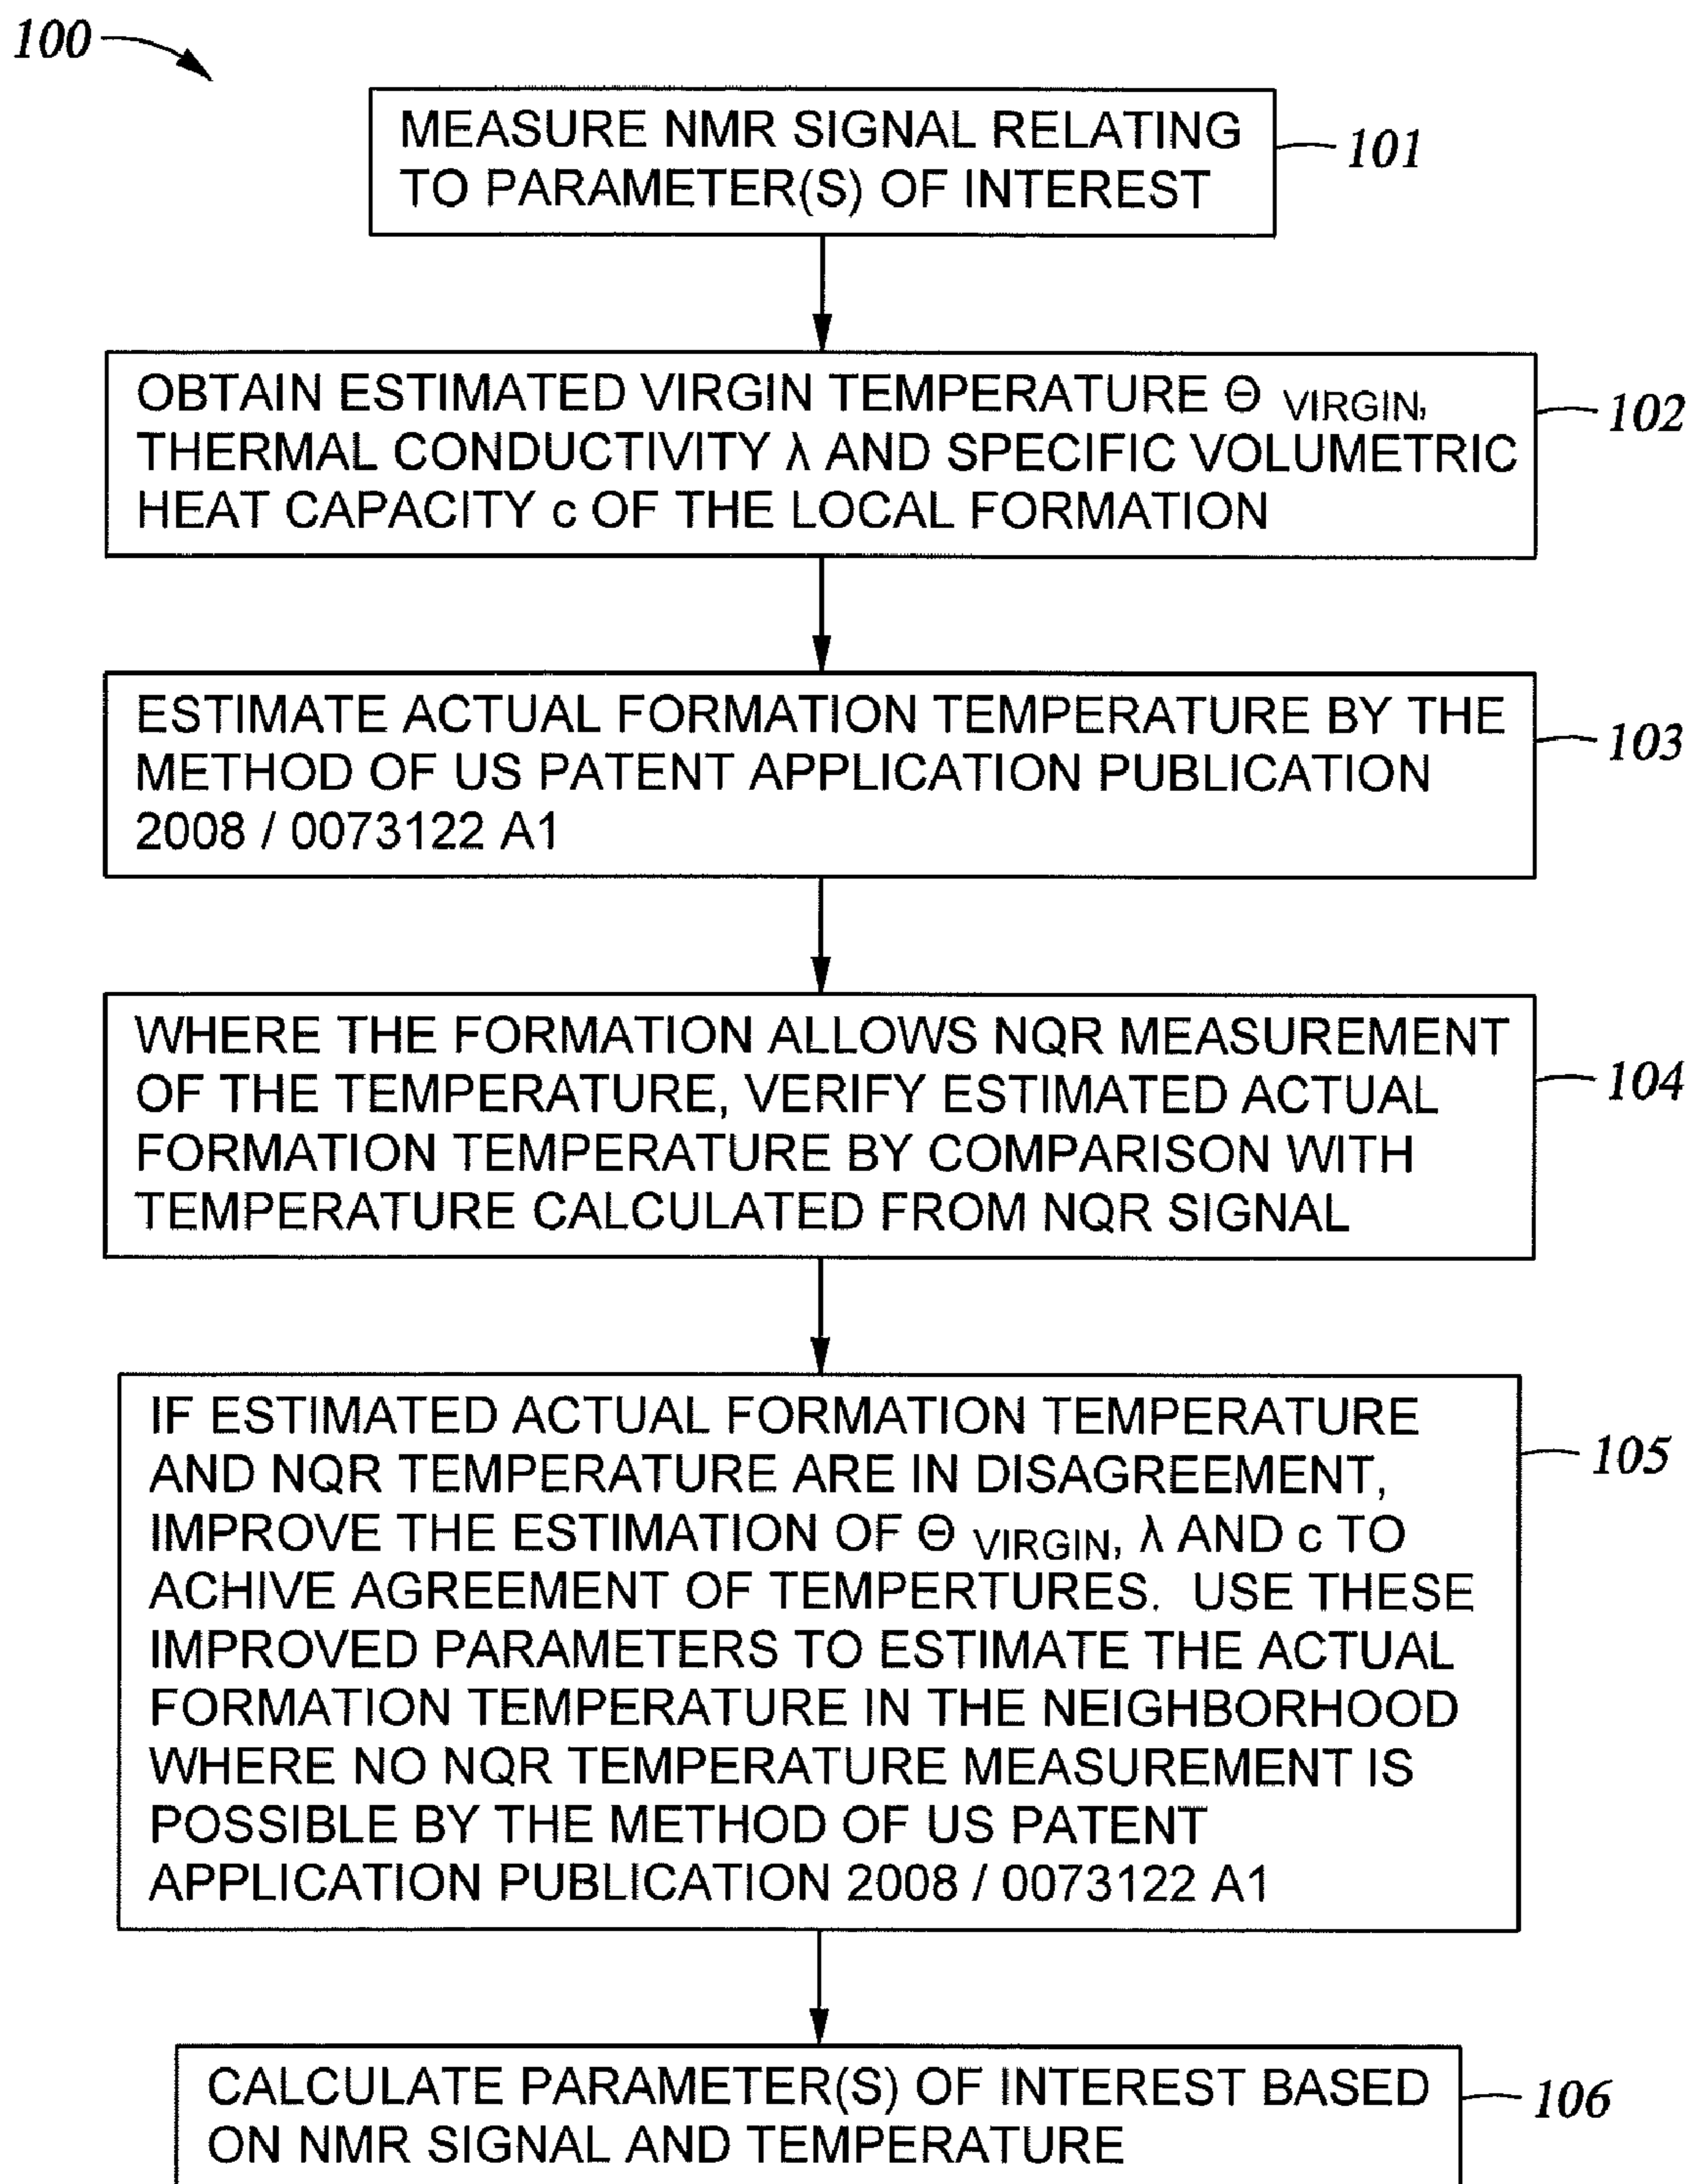 100
MEASURE NMR SIGNAL RELATING
TO PARAMETER(S) OF INTEREST
101
OBTAIN ESTIMATED VIRGIN TEMPERATURE Θ VIRGIN,
THERMAL CONDUCTIVITY λ AND SPECIFIC VOLUMETRIC
HEAT CAPACITY c OF THE LOCAL FORMATION
102
ESTIMATE ACTUAL FORMATION TEMPERATURE BY THE
METHOD OF US PATENT APPLICATION PUBLICATION
2008 / 0073122 A1
103
WHERE THE FORMATION ALLOWS NQR MEASUREMENT
OF THE TEMPERATURE, VERIFY ESTIMATED ACTUAL
FORMATION TEMPERATURE BY COMPARISON WITH
TEMPERATURE CALCULATED FROM NQR SIGNAL
104
IF ESTIMATED ACTUAL FORMATION TEMPERATURE
AND NQR TEMPERATURE ARE IN DISAGREEMENT,
IMPROVE THE ESTIMATION OF Θ VIRGIN, λ AND c TO
ACHIVE AGREEMENT OF TEMPERTURES. USE THESE
IMPROVED PARAMETERS TO ESTIMATE THE ACTUAL
FORMATION TEMPERATURE IN THE NEIGHBORHOOD
WHERE NO NQR TEMPERATURE MEASUREMENT IS
POSSIBLE BY THE METHOD OF US PATENT
APPLICATION PUBLICATION 2008 / 0073122 A1
105
CALCULATE PARAMETER(S) OF INTEREST BASED
ON NMR SIGNAL AND TEMPERATURE
106